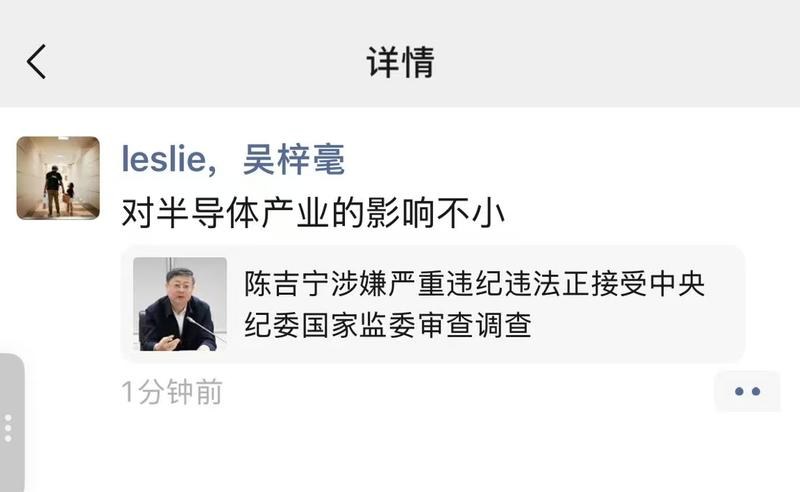 详情
leslie，吴梓毫
对半导体产业的影响不小
陈吉宁涉嫌严重违纪违法正接受中央
纪委国家监委审查调查
1分钟前